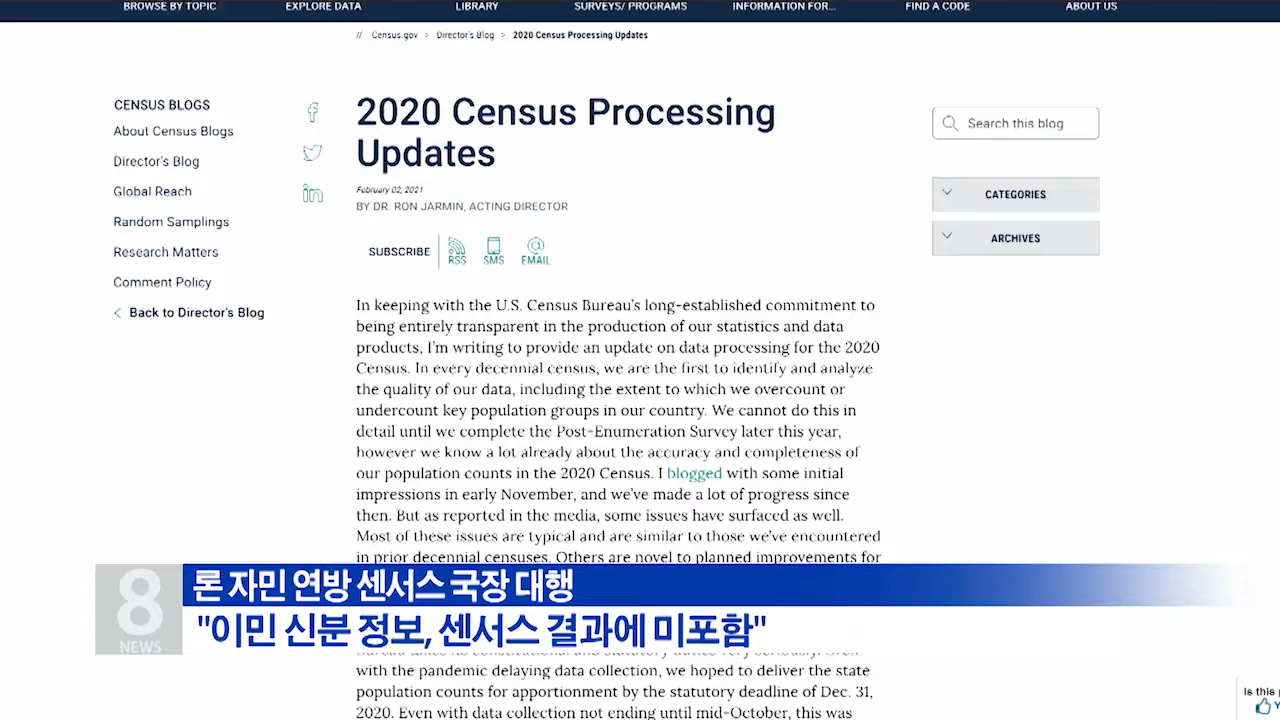 BROWSE BY TOPIC EXPLORE DATA LIBRARY SURVEYS/ PROGRAMS INFORMATION FOR... FIND A CODE ABOUT US
// Census.gov > Director's Blog > 2020 Census Processing Updates
CENSUS BLOGS
About Census Blogs
Director's Blog
Global Reach
Random Samplings
Research Matters
Comment Policy
Back to Director's Blog
2020 Census Processing
Updates
February 02, 2021
BY DR. RON JARMIN, ACTING DIRECTOR
SUBSCRIBE RSS SMS EMAIL
In keeping with the U.S. Census Bureau's long-established commitment to
being entirely transparent in the production of our statistics and data
products, I'm writing to provide an update on data processing for the 2020
Census. In every decennial census, we are the first to identify and analyze
the quality of our data, including the extent to which we overcount or
undercount key population groups in our country. We cannot do this in
detail until we complete the Post-Enumeration Survey later this year,
however we know a lot already about the accuracy and completeness of
our population counts in the 2020 Census. I blogged with some initial
impressions in early November, and we've made a lot of progress since
then. But as reported in the media, some issues have surfaced as well.
Most of these issues are typical and are similar to those we've encountered
in prior decennial censuses. Others are novel to planned improvements for
Search this blog
CATEGORIES
ARCHIVES
8 NEWS
론 자민 연방 센서스 국장 대행
"이민 신분 정보, 센서스 결과에 미포함"
with the pandemic delaying data collection, we hoped to deliver the state
population counts for apportionment by the statutory deadline of Dec. 31,
2020. Even with data collection not ending until mid-October, this was
Is this